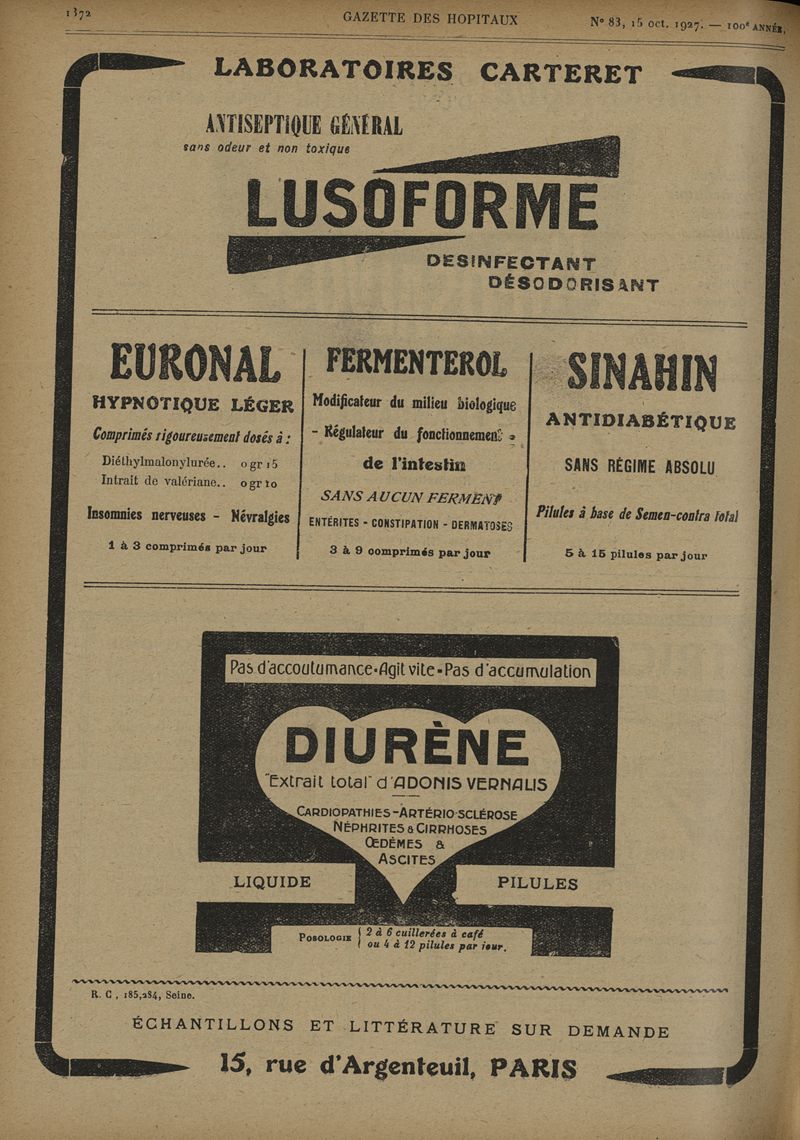 1372
GAZETTE DES HOPITAUX
N° 83, 15 oct. 1927. — 100e ANNÉE,
LABORATOIRES CARTERET
ANTISEPTIQUE GÉNÉRAL
sans odeur et non toxique
LUSOFORME
DESINFECTANT
DÉSODORISANT
EURONAL
HYPNOTIQUE LÉGER
Comprimés rigoureusement dosés à :
Diéthylmalonylurée.. 0 gr 15
Intrait de valériane.. 0 gr 10
Insomnies nerveuses - Névralgies
1 à 3 comprimés par jour
FERMENTEROL
Modificateur du milieu biologique
- Régulateur du fonctionnement -
de l'intestin
SANS AUCUN FERMENT
ENTÉRITES - CONSTIPATION - DERMATOSES
3 à 9 comprimés par jour
SINAHIN
ANTIDIABÉTIQUE
SANS RÉGIME ABSOLU
Pilules à base de Semen-contra total
5 à 15 pilules par jour
Pas d'accoutumance-Agit vite-Pas d'accumulation
DIURÈNE
"Extrait total" d'ADONIS VERNALIS
CARDIOPATHIES-ARTÉRIO-SCLÉROSE
NÉPHRITES & CIRRHOSES
ŒDÈMES &
ASCITES
LIQUIDE
PILULES
POSOLOGIE { 2 à 6 cuillerées à café
ou 4 à 12 pilules par jour.
R. C , 185,284, Seine.
ÉCHANTILLONS ET LITTÉRATURE SUR DEMANDE
15, rue d'Argenteuil, PARIS